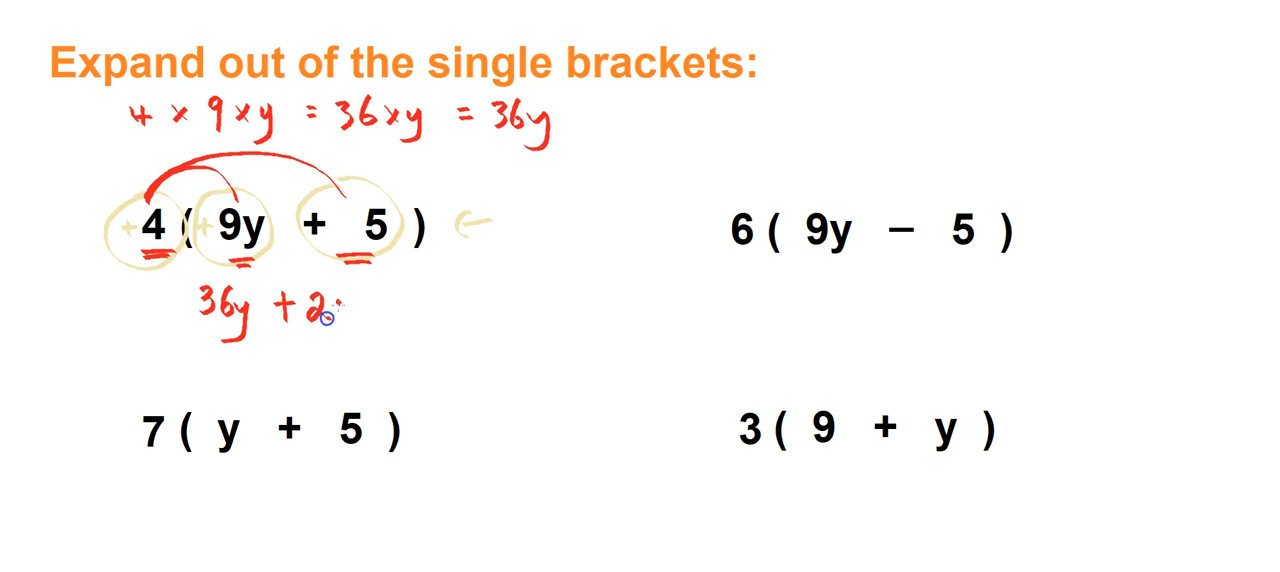 Expand out of the single brackets:
4 × 9 × y = 36 × y = 36y
+4 ( +9y + 5 )
6 ( 9y – 5 )
36y + 2
7 ( y + 5 )
3 ( 9 + y )